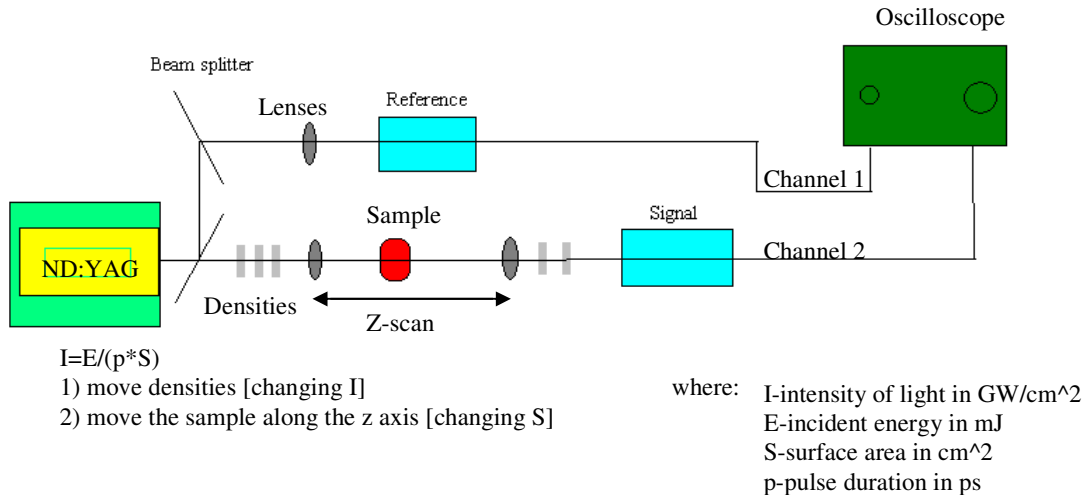 Oscilloscope
Beam splitter
Lenses
Reference
Channel 1
Sample
Signal
ND:YAG
Channel 2
Densities
Z-scan
I=E/(p*S)
1) move densities [changing I]
2) move the sample along the z axis [changing S]
where:
I-intensity of light in GW/cm^2
E-incident energy in mJ
S-surface area in cm^2
p-pulse duration in ps